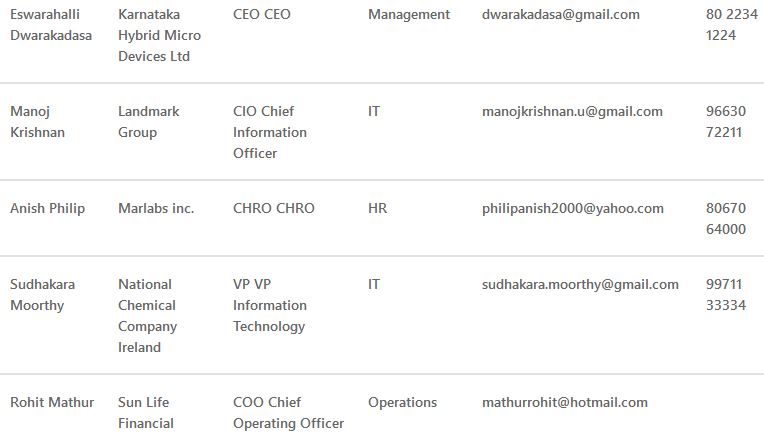 Eswarahalli Karnataka CEO CEO Management dwarakadasa@gmail.com 80 2234
Dwarakadasa Hybrid Micro 1224
Devices Ltd
Manoj Landmark CIO Chief IT manojkrishnan.u@gmail.com 96630
Krishnan Group Information 72211
Officer
Anish Philip Marlabs inc. CHRO CHRO HR philipanish2000@yahoo.com 80670
64000
Sudhakara National VP VP IT sudhakara.moorthy@gmail.com 99711
Moorthy Chemical Information 33334
Company Technology
Ireland
Rohit Mathur Sun Life COO Chief Operations mathurrohit@hotmail.com
Financial Operating Officer